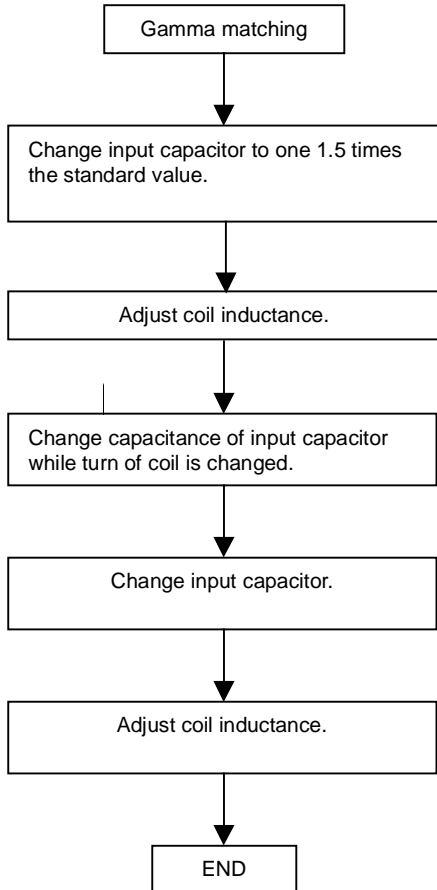 Gamma matching
Change input capacitor to one 1.5 times
the standard value.
Adjust coil inductance.
Change capacitance of input capacitor
while turn of coil is changed.
Change input capacitor.
Adjust coil inductance.
END